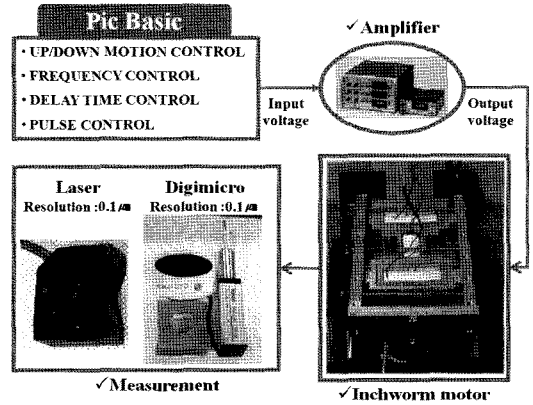 Pic Basic
· UP/DOWN MOTION CONTROL
· FREQUENCY CONTROL
· DELAY TIME CONTROL
· PULSE CONTROL
✓Amplifier
Input voltage
Output voltage
Laser
Resolution :0.1㎛
Digimicro
Resolution :0.1㎛
✓Measurement
✓Inchworm motor